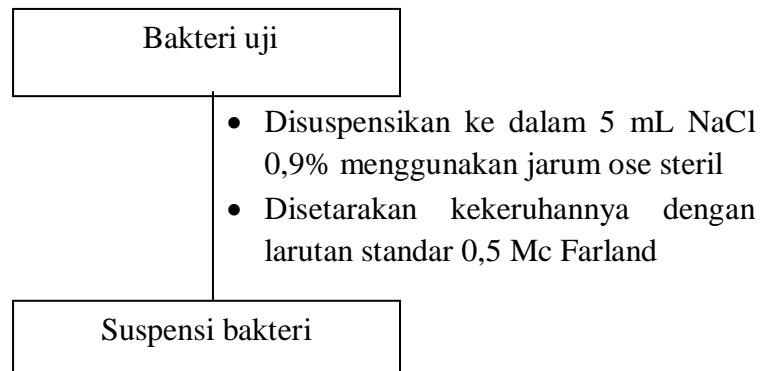 Bakteri uji
• Disuspensikan ke dalam 5 mL NaCl
0,9% menggunakan jarum ose steril
• Disetarakan kekeruhannya dengan
larutan standar 0,5 Mc Farland
Suspensi bakteri